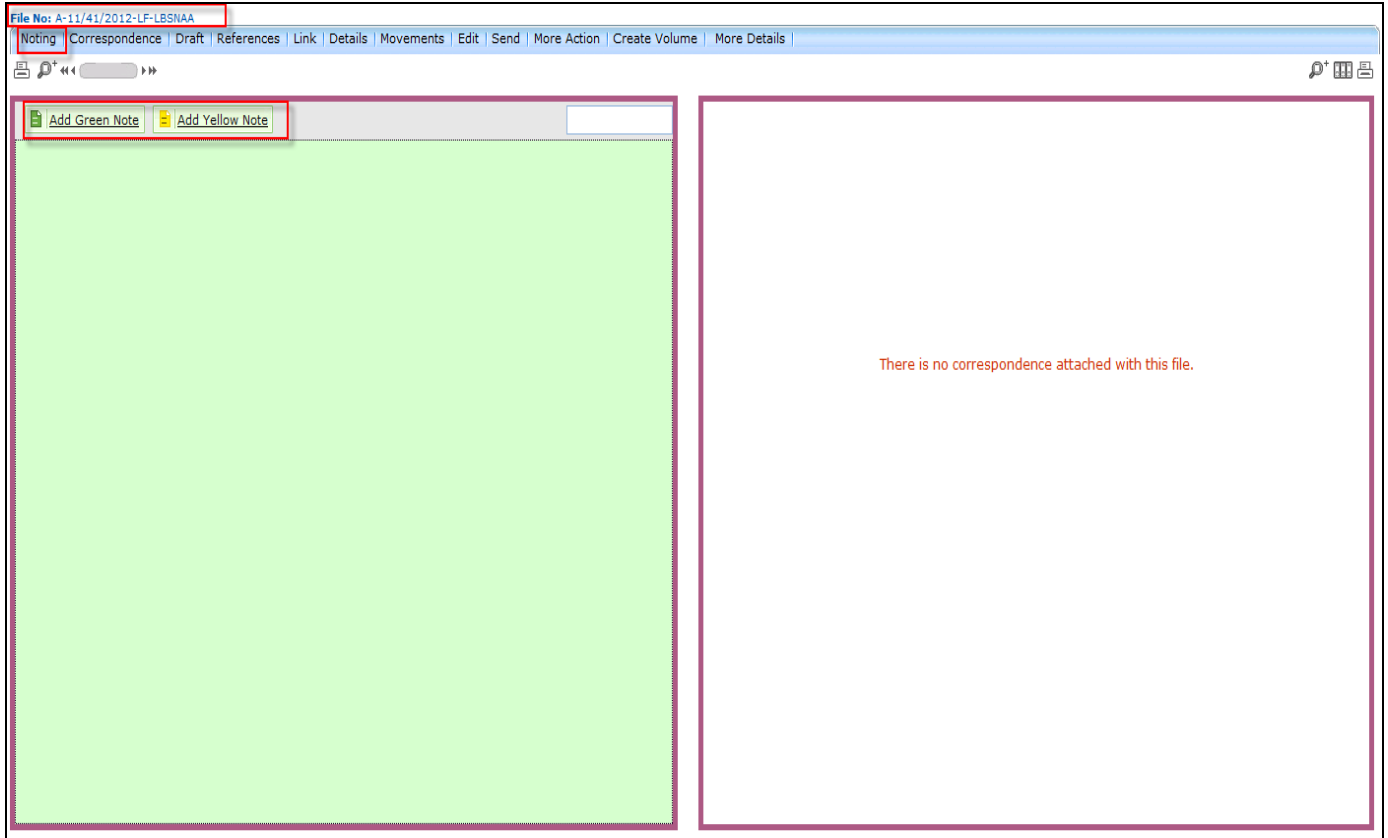 File No: A-11/41/2012-LF-LBSNAA
Noting | Correspondence | Draft | References | Link | Details | Movements | Edit | Send | More Action | Create Volume | More Details |
Add Green Note Add Yellow Note
There is no correspondence attached with this file.